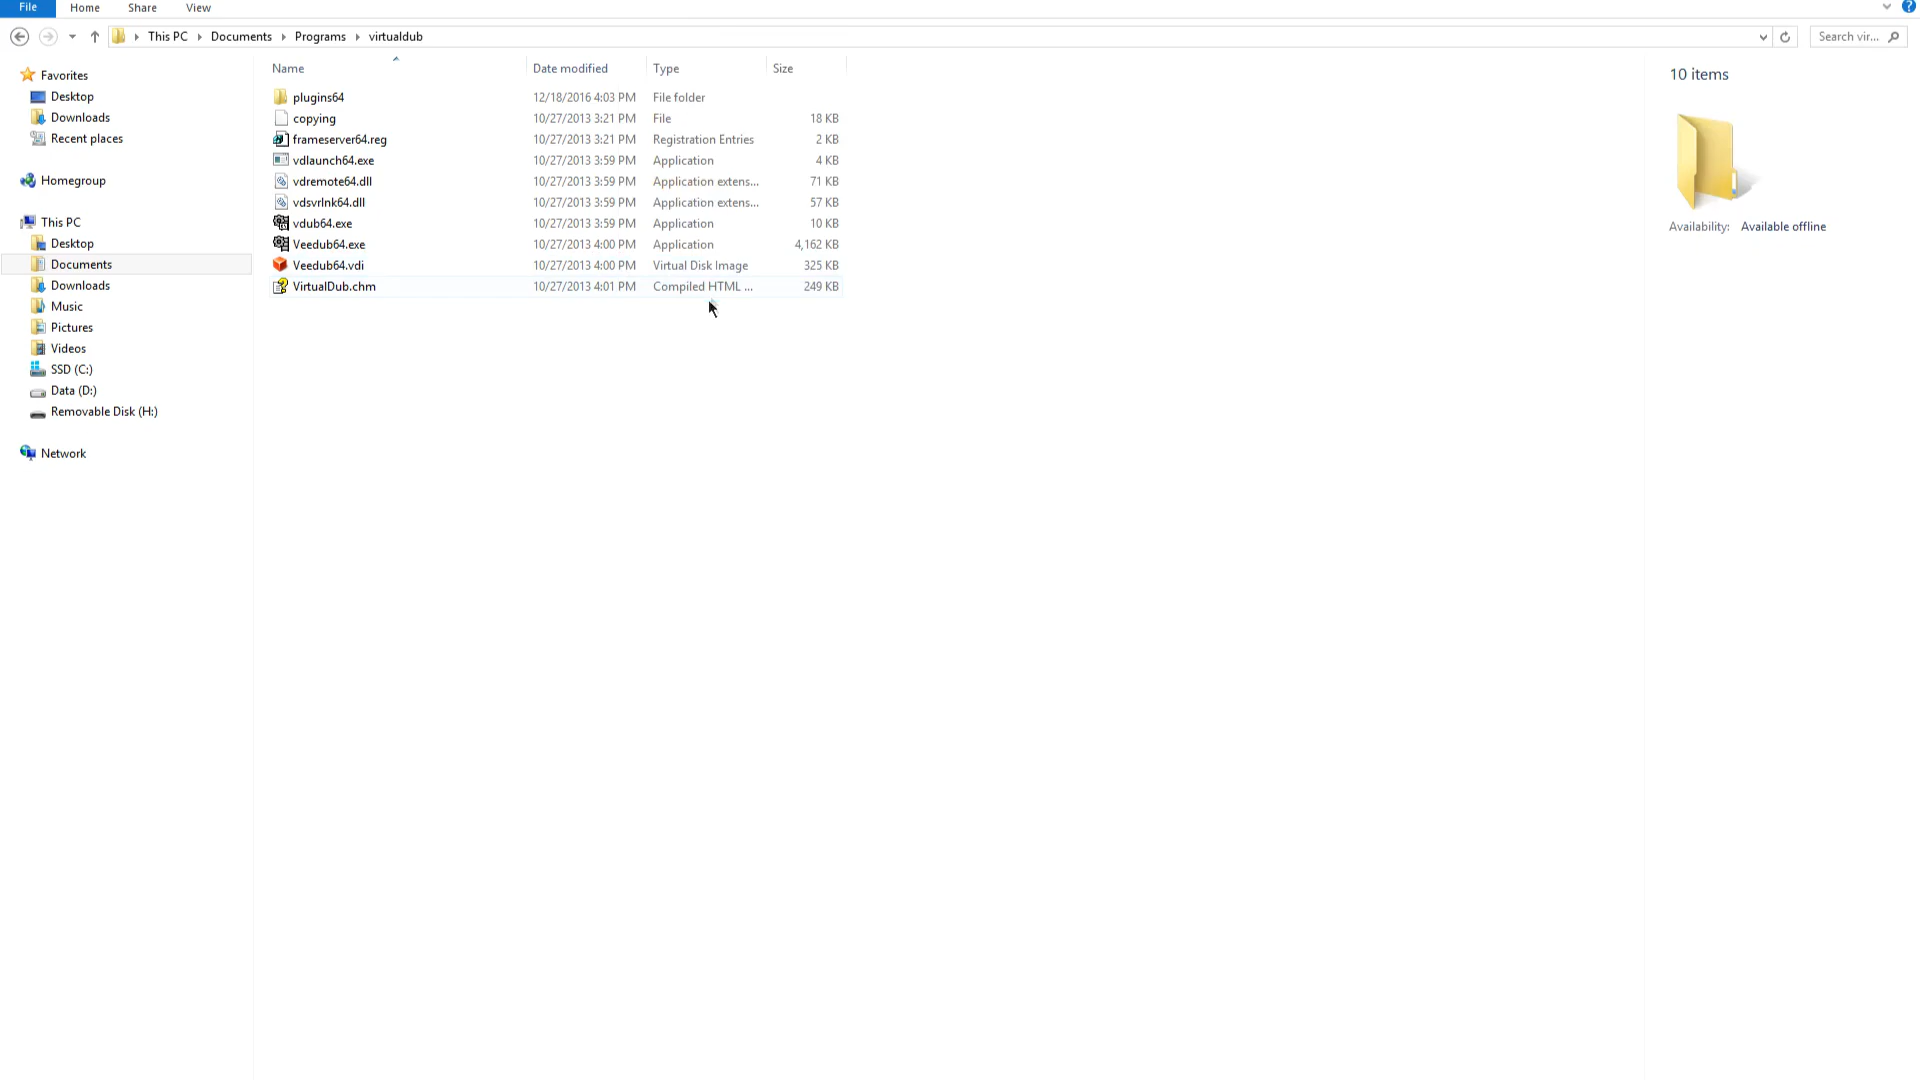 File Home Share View
This PC Documents Programs virtualdub Search vir...
Favorites
Desktop
Downloads
Recent places
Homegroup
This PC
Desktop
Documents
Downloads
Music
Pictures
Videos
SSD (C:)
Data (D:)
Removable Disk (H:)
Network
Name Date modified Type Size
plugins64 12/18/2016 4:03 PM File folder
copying 10/27/2013 3:21 PM File 18 KB
frameserver64.reg 10/27/2013 3:21 PM Registration Entries 2 KB
vdlaunch64.exe 10/27/2013 3:59 PM Application 4 KB
vdremote64.dll 10/27/2013 3:59 PM Application extens... 71 KB
vdsvrlnk64.dll 10/27/2013 3:59 PM Application extens... 57 KB
vdub64.exe 10/27/2013 3:59 PM Application 10 KB
Veedub64.exe 10/27/2013 4:00 PM Application 4,162 KB
Veedub64.vdi 10/27/2013 4:00 PM Virtual Disk Image 325 KB
VirtualDub.chm 10/27/2013 4:01 PM Compiled HTML ... 249 KB
10 items
Availability: Available offline